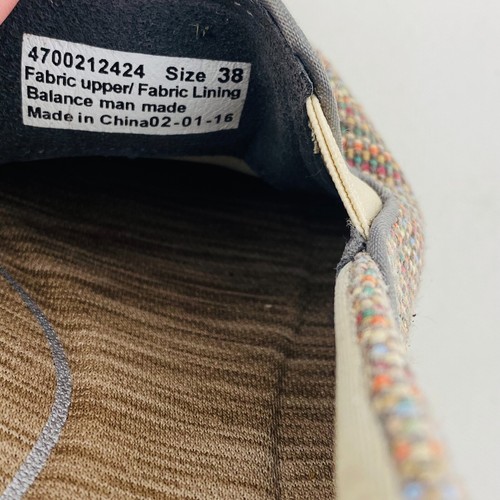 4700212424 Size 38
Fabric upper/ Fabric Lining
Balance man made
Made in China02-01-16